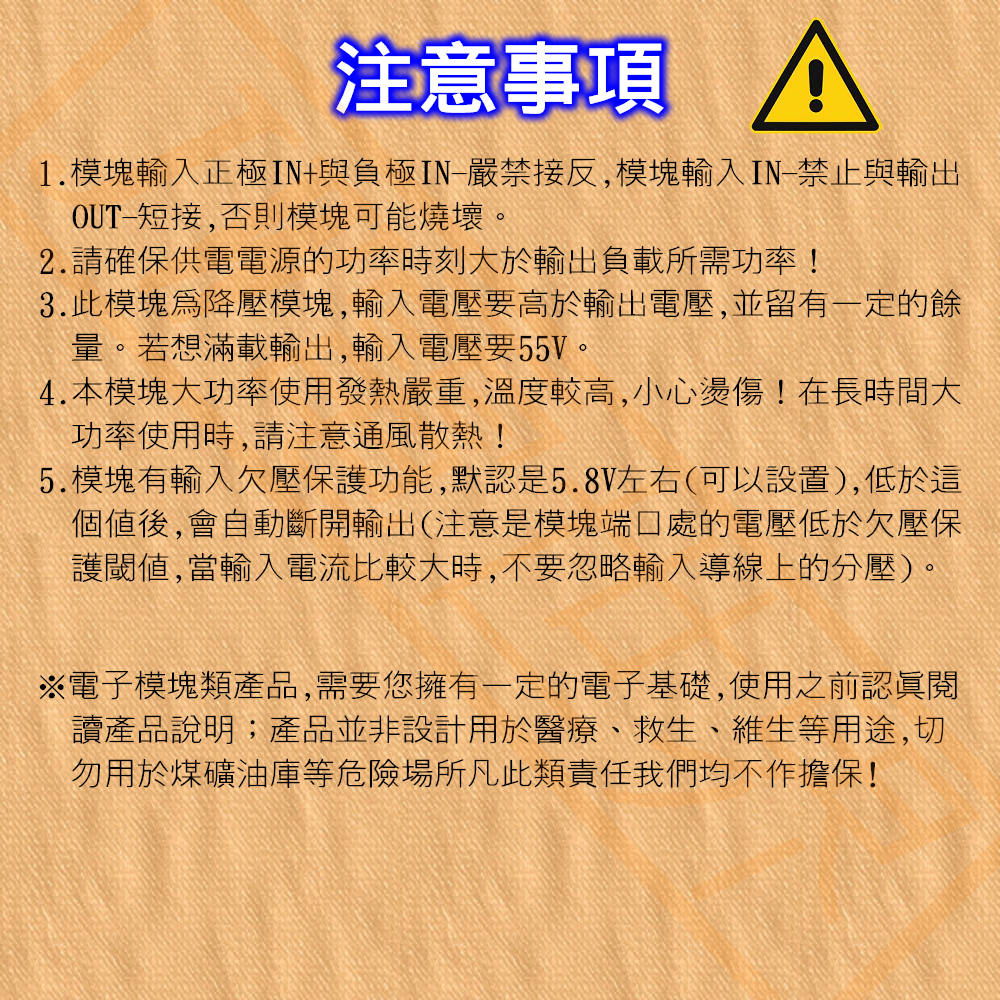 注意事項
1.模塊輸入正極IN+與負極IN-嚴禁接反,模塊輸入IN-禁止與輸出
OUT-短接,否則模塊可能燒壞。
2.請確保供電電源的功率時刻大於輸出負載所需功率！
3.此模塊爲降壓模塊,輸入電壓要高於輸出電壓,並留有一定的餘
量。若想滿載輸出,輸入電壓要55V。
4.本模塊大功率使用發熱嚴重,溫度較高,小心燙傷！在長時間大
功率使用時,請注意通風散熱！
5.模塊有輸入欠壓保護功能,默認是5.8V左右(可以設置),低於這
個值後,會自動斷開輸出(注意是模塊端口處的電壓低於欠壓保
護閾值,當輸入電流比較大時,不要忽略輸入導線上的分壓)。
※電子模塊類產品,需要您擁有一定的電子基礎,使用之前認眞閱
讀產品說明；產品並非設計用於醫療、救生、維生等用途,切
勿用於煤礦油庫等危險場所凡此類責任我們均不作擔保!